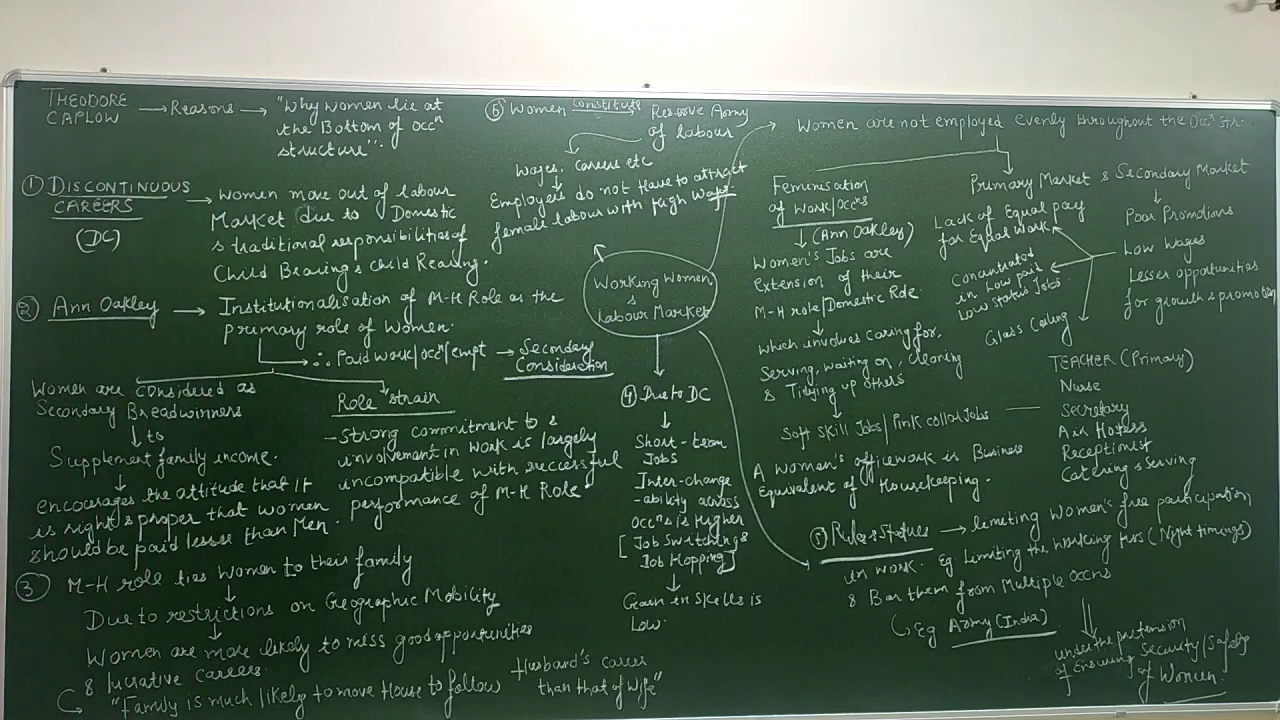 THEODORE
CAPLOW → Reasons → "Why women lie at
the Bottom of occⁿ
structure".
① DISCONTINUOUS
CAREERS
(DC)
→ Women move out of labour
Market due to Domestic
& traditional responsibilities of
Child Bearing & Child Rearing.
② Ann Oakley → Institutionalisation of M-H Role as the
primary role of Women.
∴ Paid work/occⁿ/empt → Secondary
Consideration
Women are considered as
Secondary Breadwinners
↓ to
Supplement family income.
↓
encourages the attitude that it
is right & proper that women
should be paid lesser than Men.
Role strain
- Strong commitment to &
involvement in work is largely
incompatible with successful
performance of M-H Role"
③ M-H role ties women to their family
↓
Due to restrictions on Geographic Mobility
↓
Women are more likely to miss good opportunities
& lucrative careers.
"Family is much likely to move House to follow Husband's career
than that of Wife"
⑥ Women constitute Reserve Army
of labour
Wages, careers etc
↓
Employers do not have to attract
female labour with high wages.
Working Women
&
Labour Market
④ Due to DC
↓
Short-term
Jobs
Inter-change
-ability across
occⁿs is Higher
[Job Switching &
Job Hopping]
↓
Gain in skills is
Low.
→ Women are not employed evenly throughout the occⁿ str.
Feminisation
of Work/Occⁿs
↓ (Ann Oakley)
Women's Jobs are
extension of their
M-H role/Domestic Role
↓
which involves caring for,
Serving, waiting on, cleaning
& Tidying up others
↓
Soft Skill Jobs/Pink collar Jobs —
A women's office work is Business
Equivalent of Housekeeping.
Primary Market & Secondary Market
↓
Poor Promotions
Low Wages
Lesser opportunities
for growth & promotion
Lack of Equal pay
for Equal Work
Concentrated
in low paid
Low status Jobs.
Glass Ceiling
TEACHER (Primary)
Nurse
Secretary
Air Hostess
Receptionist
Catering & Serving
⑤ Rules & Statues → limiting Women's free participation
in work. Eg. Limiting the working Hrs (Night timings)
& Bar them from Multiple Occⁿs
Eg Army (India)
under the pretension
of Ensuring Security/Safety
of Women.